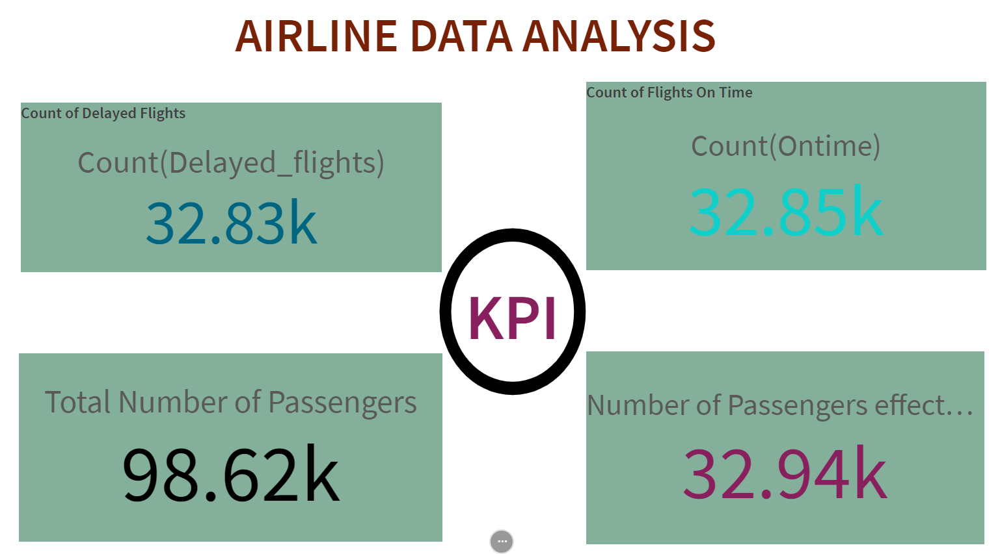 AIRLINE DATA ANALYSIS
Count of Delayed Flights
Count(Delayed_flights)
32.83k
Count of Flights On Time
Count(Ontime)
32.85k
KPI
Total Number of Passengers
98.62k
Number of Passengers effect…
32.94k